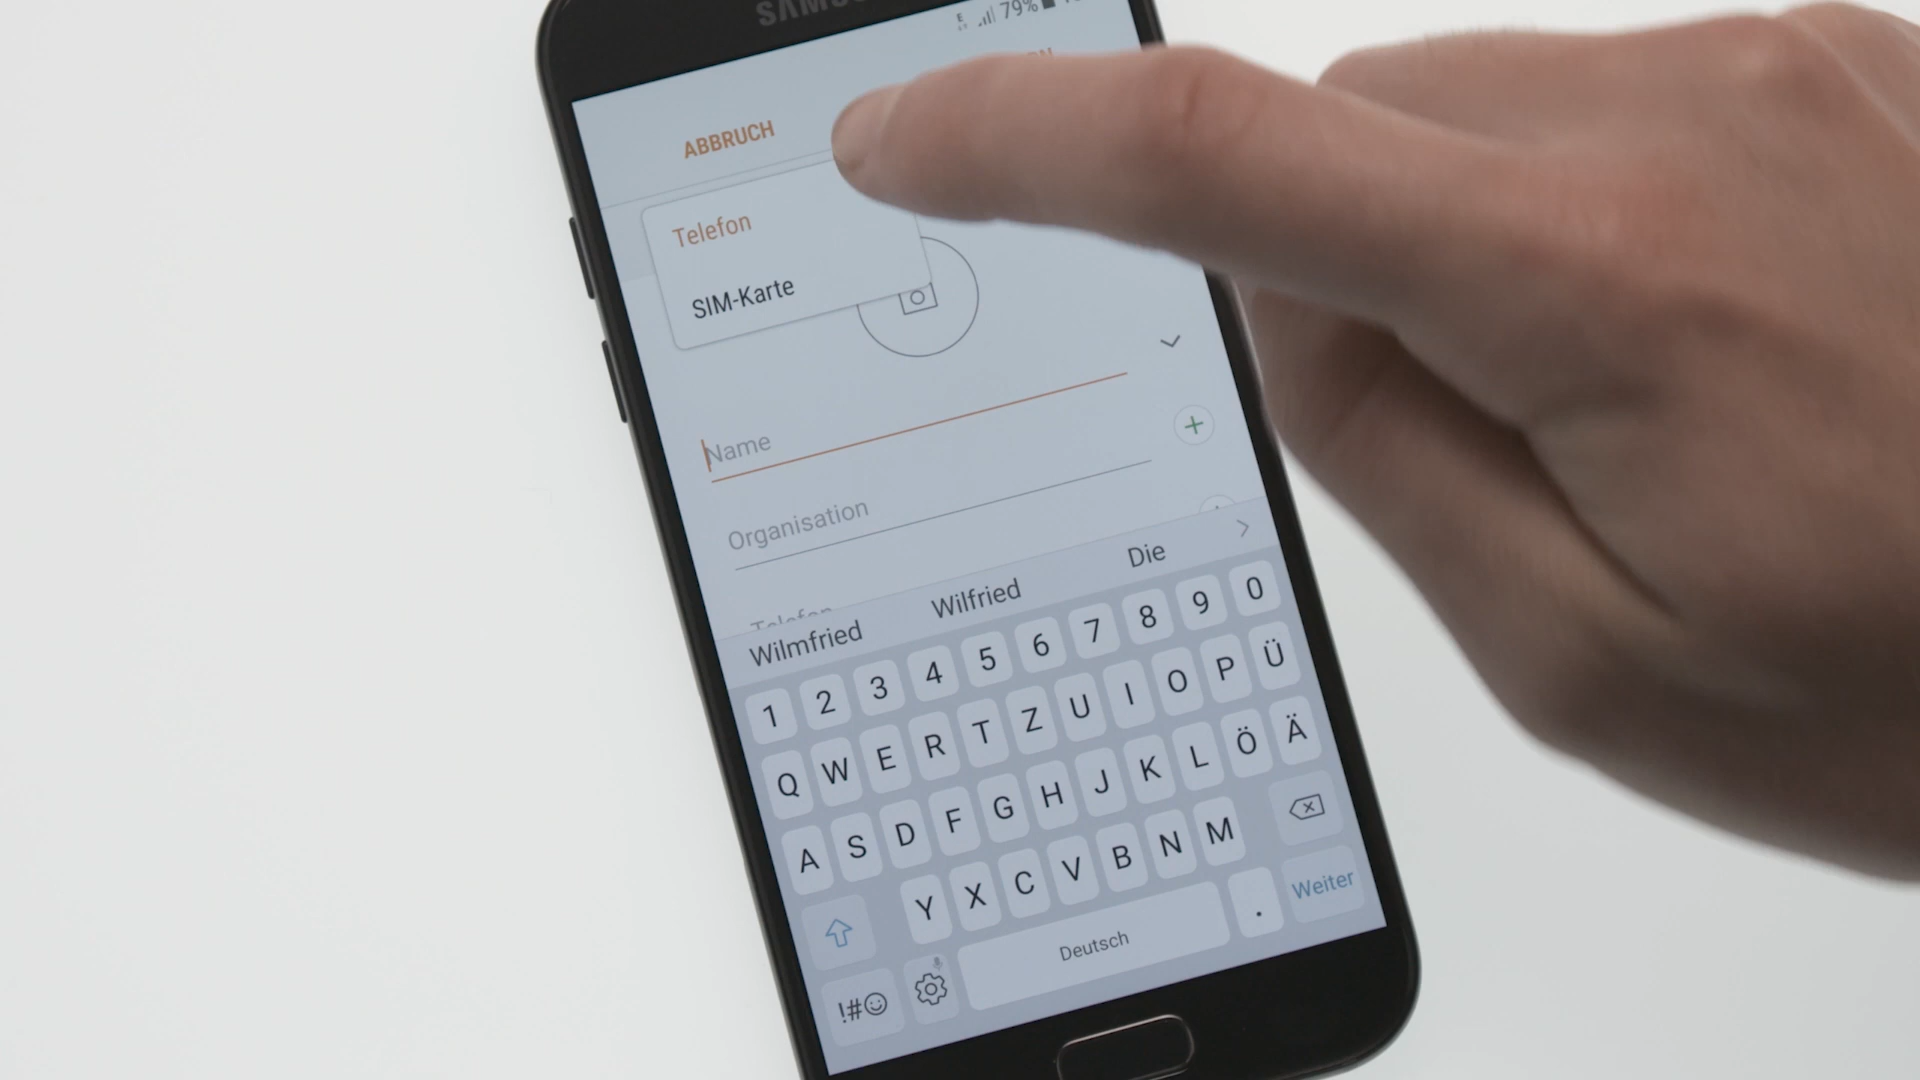 SAMSU
E 79%
ABBRUCH
Telefon
SIM-Karte
Name
Organisation
Telefon
Wilmfried Wilfried Die
1 2 3 4 5 6 7 8 9 0
Q W E R T Z U I O P Ü
A S D F G H J K L Ö Ä
Y X C V B N M
!# Deutsch . Weiter